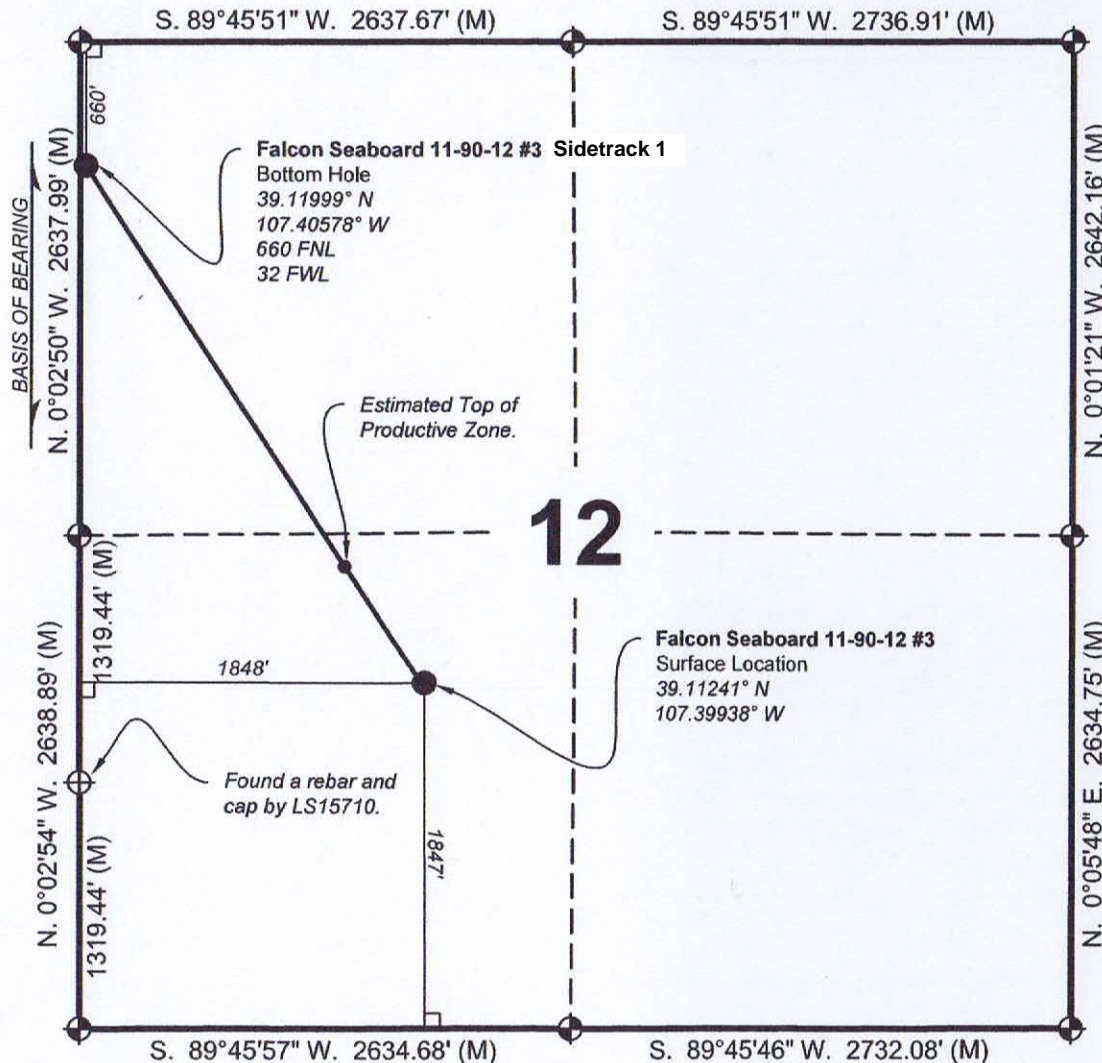 S. 89°45'51" W. 2637.67' (M)
S. 89°45'51" W. 2736.91' (M)
660'
BASIS OF BEARING
N. 0°02'50" W. 2637.99' (M)
Falcon Seaboard 11-90-12 #3 Sidetrack 1
Bottom Hole
39.11999° N
107.40578° W
660 FNL
32 FWL
N. 0°01'21" W. 2642.16' (M)
Estimated Top of
Productive Zone.
12
1319.44' (M)
1848'
Falcon Seaboard 11-90-12 #3
Surface Location
39.11241° N
107.39938° W
N. 0°02'54" W. 2638.89' (M)
Found a rebar and
cap by LS15710.
1319.44' (M)
1847'
N. 0°05'48" E. 2634.75' (M)
S. 89°45'57" W. 2634.68' (M)
S. 89°45'46" W. 2732.08' (M)